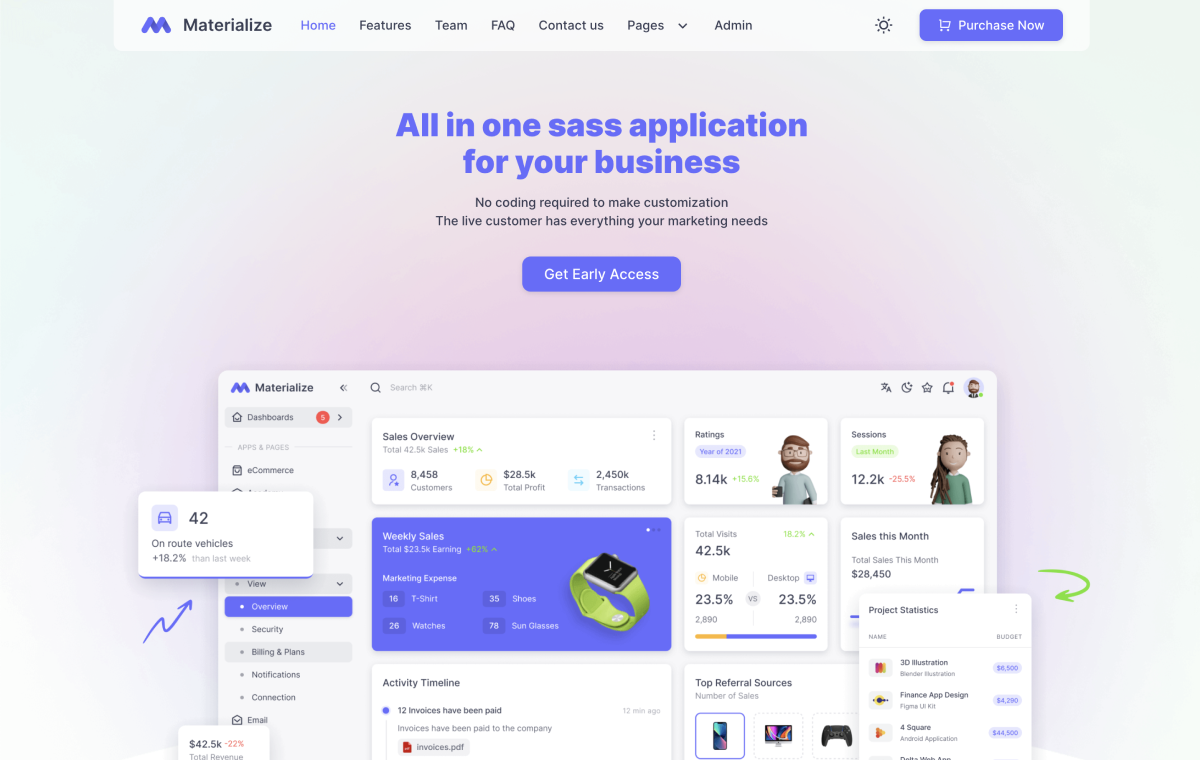 Materialize
Home
Features
Team
FAQ
Contact us
Pages
Admin
Purchase Now
All in one sass application
for your business
No coding required to make customization
The live customer has everything your marketing needs
Get Early Access
Materialize
Search ⌘K
Dashboards
5
APPS & PAGES
eCommerce
42
On route vehicles
+18.2% than last week
View
Overview
Security
Billing & Plans
Notifications
Connection
Email
$42.5k -22%
Total Revenue
Sales Overview
Total 42.5k Sales +18%
8,458
Customers
$28.5k
Total Profit
2,450k
Transactions
Ratings
Year of 2021
8.14k +15.6%
Sessions
Last Month
12.2k -25.5%
Weekly Sales
Total $23.5k Earning +62%
Marketing Expense
16 T-Shirt
35 Shoes
26 Watches
78 Sun Glasses
Total Visits 18.2%
42.5k
Mobile
Desktop
23.5% VS 23.5%
2,890 2,890
Sales this Month
Total Sales This Month
$28,450
Activity Timeline
12 Invoices have been paid 12 min ago
Invoices have been paid to the company
invoices.pdf
Top Referral Sources
Number of Sales
Project Statistics
NAME BUDGET
3D Illustration
Blender Illustration
$6,500
Finance App Design
Figma UI Kit
$4,290
4 Square
Android Application
$44,500